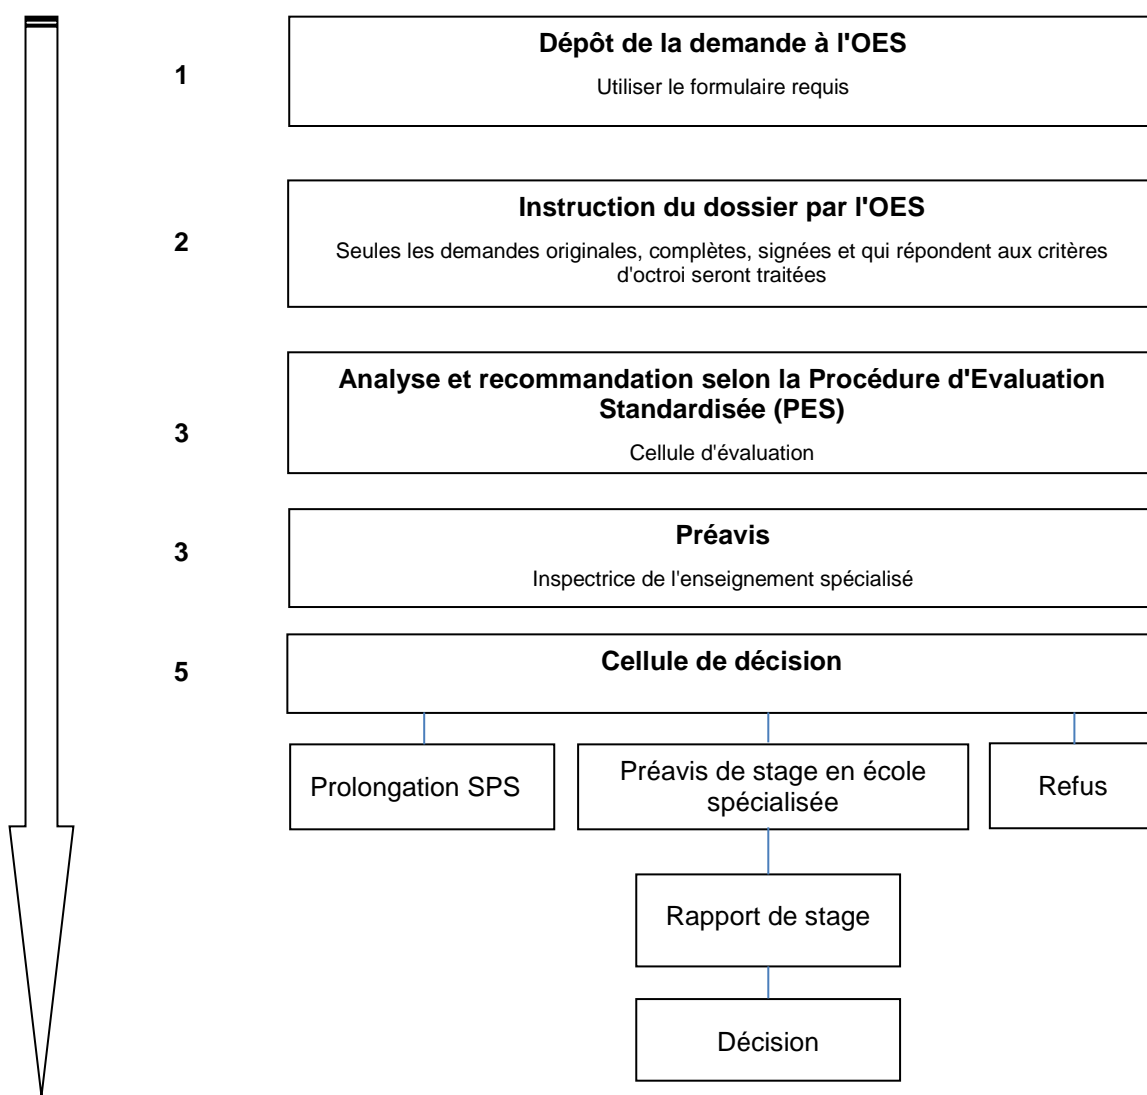 1
Dépôt de la demande à l'OES
Utiliser le formulaire requis
2
Instruction du dossier par l'OES
Seules les demandes originales, complètes, signées et qui répondent aux critères
d'octroi seront traitées
3
Analyse et recommandation selon la Procédure d'Evaluation
Standardisée (PES)
Cellule d'évaluation
3
Préavis
Inspectrice de l'enseignement spécialisé
5
Cellule de décision
Prolongation SPS
Préavis de stage en école
spécialisée
Refus
Rapport de stage
Décision